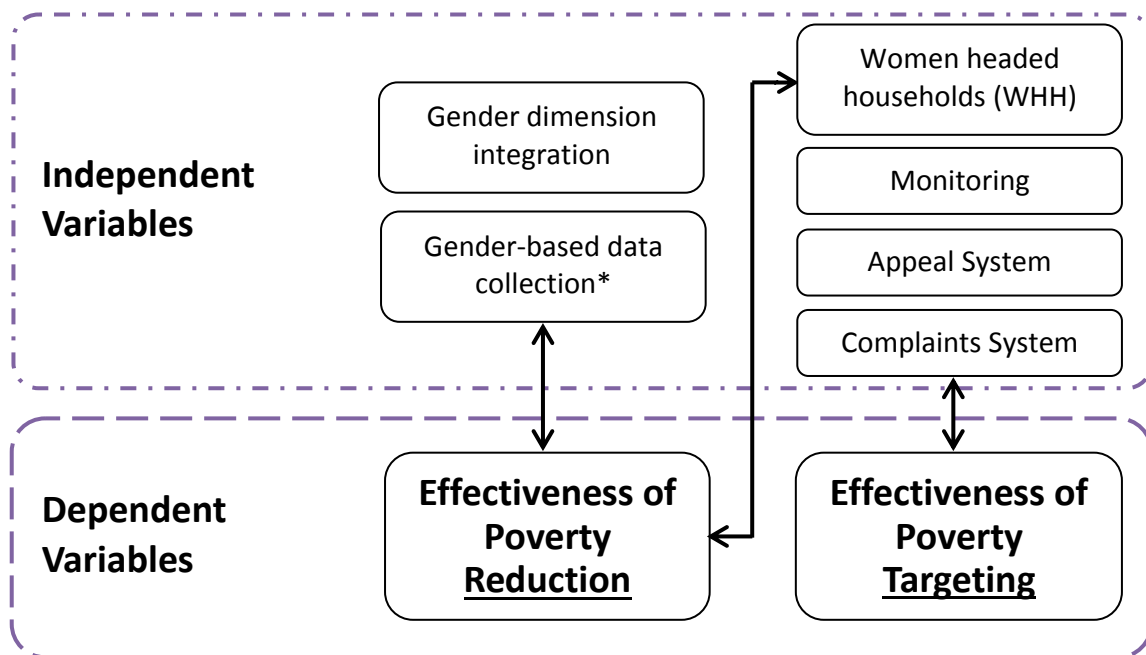 Independent
Variables
Gender dimension
integration
Gender-based data
collection*
Women headed
households (WHH)
Monitoring
Appeal System
Complaints System
Dependent
Variables
Effectiveness of
Poverty
Reduction
Effectiveness of
Poverty
Targeting